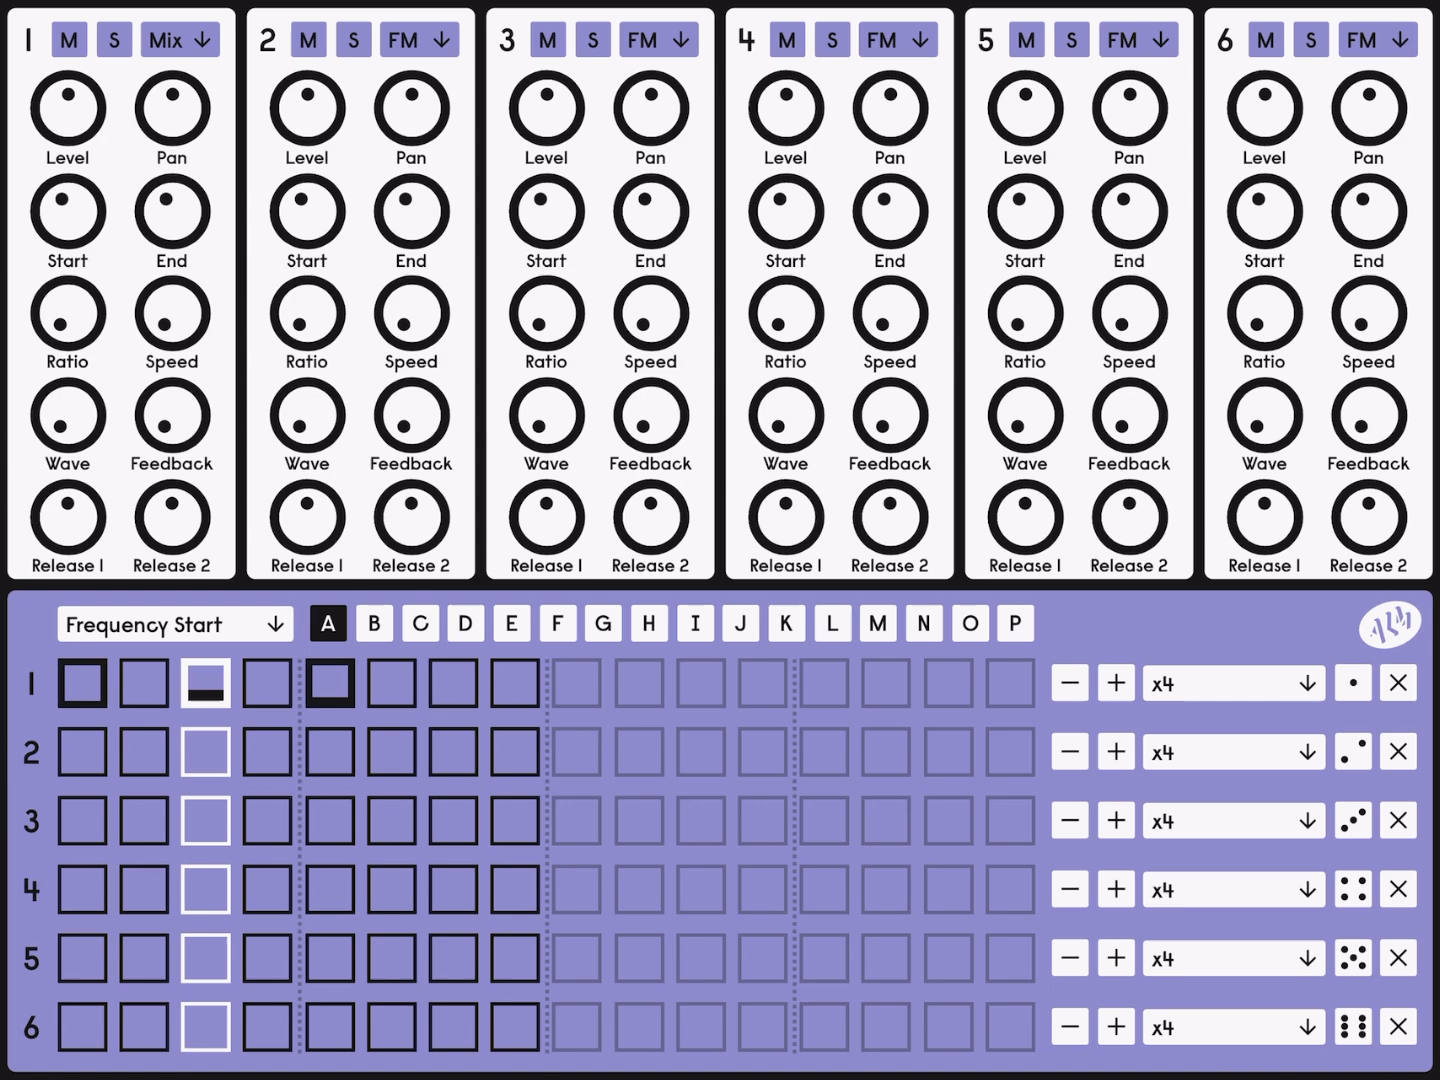 1 M S Mix ↓ 2 M S FM ↓ 3 M S FM ↓ 4 M S FM ↓ 5 M S FM ↓ 6 M S FM ↓
Level Pan Level Pan Level Pan Level Pan Level Pan Level Pan
Start End Start End Start End Start End Start End Start End
Ratio Speed Ratio Speed Ratio Speed Ratio Speed Ratio Speed Ratio Speed
Wave Feedback Wave Feedback Wave Feedback Wave Feedback Wave Feedback Wave Feedback
Release 1 Release 2 Release 1 Release 2 Release 1 Release 2 Release 1 Release 2 Release 1 Release 2 Release 1 Release 2
Frequency Start ↓ A B C D E F G H I J K L M N O P
1 − + x4 ↓ ×
2 − + x4 ↓ ×
3 − + x4 ↓ ×
4 − + x4 ↓ ×
5 − + x4 ↓ ×
6 − + x4 ↓ ×